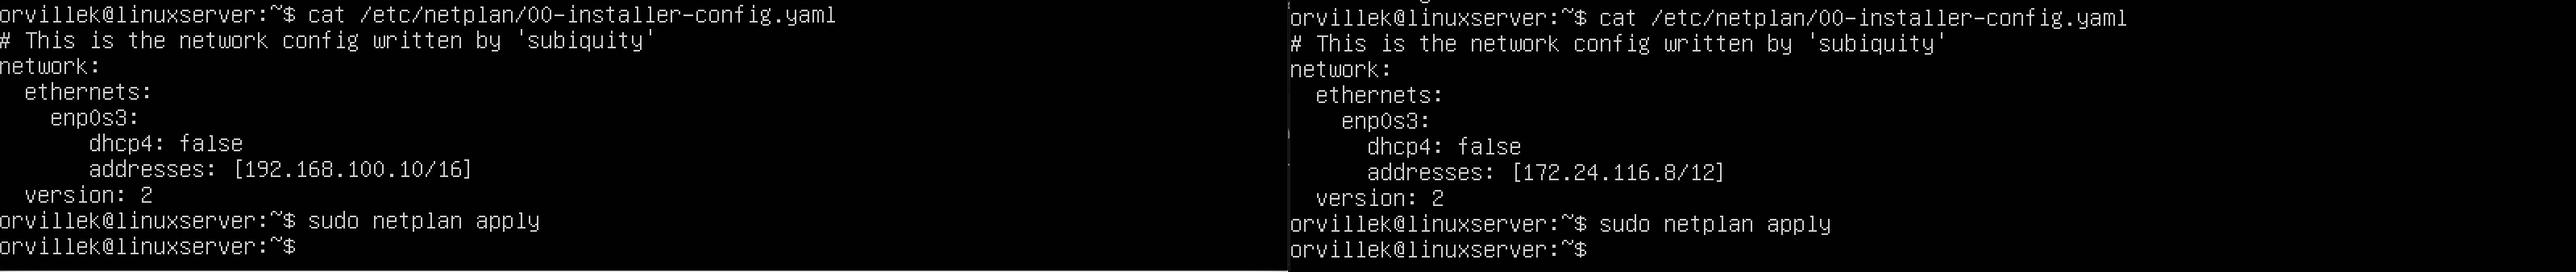 orvillek@linuxserver:~$ cat /etc/netplan/00-installer-config.yaml
# This is the network config written by 'subiquity'
network:
  ethernets:
    enp0s3:
       dhcp4: false
       addresses: [192.168.100.10/16]
  version: 2
orvillek@linuxserver:~$ sudo netplan apply
orvillek@linuxserver:~$
orvillek@linuxserver:~$ cat /etc/netplan/00-installer-config.yaml
# This is the network config written by 'subiquity'
network:
  ethernets:
    enp0s3:
      dhcp4: false
      addresses: [172.24.116.8/12]
  version: 2
orvillek@linuxserver:~$ sudo netplan apply
orvillek@linuxserver:~$